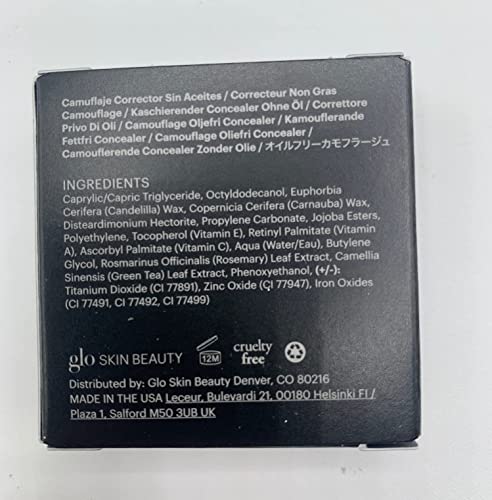 Camuflaje Corrector Sin Aceites / Correcteur Non Gras
Camouflage / Kaschierender Concealer Ohne Öl / Correttore
Privo Di Oli / Camouflage Oljefri Concealer / Kamouflerande
Fettfri Concealer / Camouflage Oliefri Concealer /
Camouflerende Concealer Zonder Olie / オイルフリーカモフラージュ
INGREDIENTS
Caprylic/Capric Triglyceride, Octyldodecanol, Euphorbia
Cerifera (Candelilla) Wax, Copernicia Cerifera (Carnauba) Wax,
Disteardimonium Hectorite, Propylene Carbonate, Jojoba Esters,
Polyethylene, Tocopherol (Vitamin E), Retinyl Palmitate (Vitamin
A), Ascorbyl Palmitate (Vitamin C), Aqua (Water/Eau), Butylene
Glycol, Rosmarinus Officinalis (Rosemary) Leaf Extract, Camellia
Sinensis (Green Tea) Leaf Extract, Phenoxyethanol, (+/-):
Titanium Dioxide (CI 77891), Zinc Oxide (CI 77947), Iron Oxides
(CI 77491, CI 77492, CI 77499)
glo SKIN BEAUTY 12M cruelty
free
Distributed by: Glo Skin Beauty Denver, CO 80216
MADE IN THE USA Leceur, Bulevardi 21, 00180 Helsinki FI /
Plaza 1, Salford M50 3UB UK